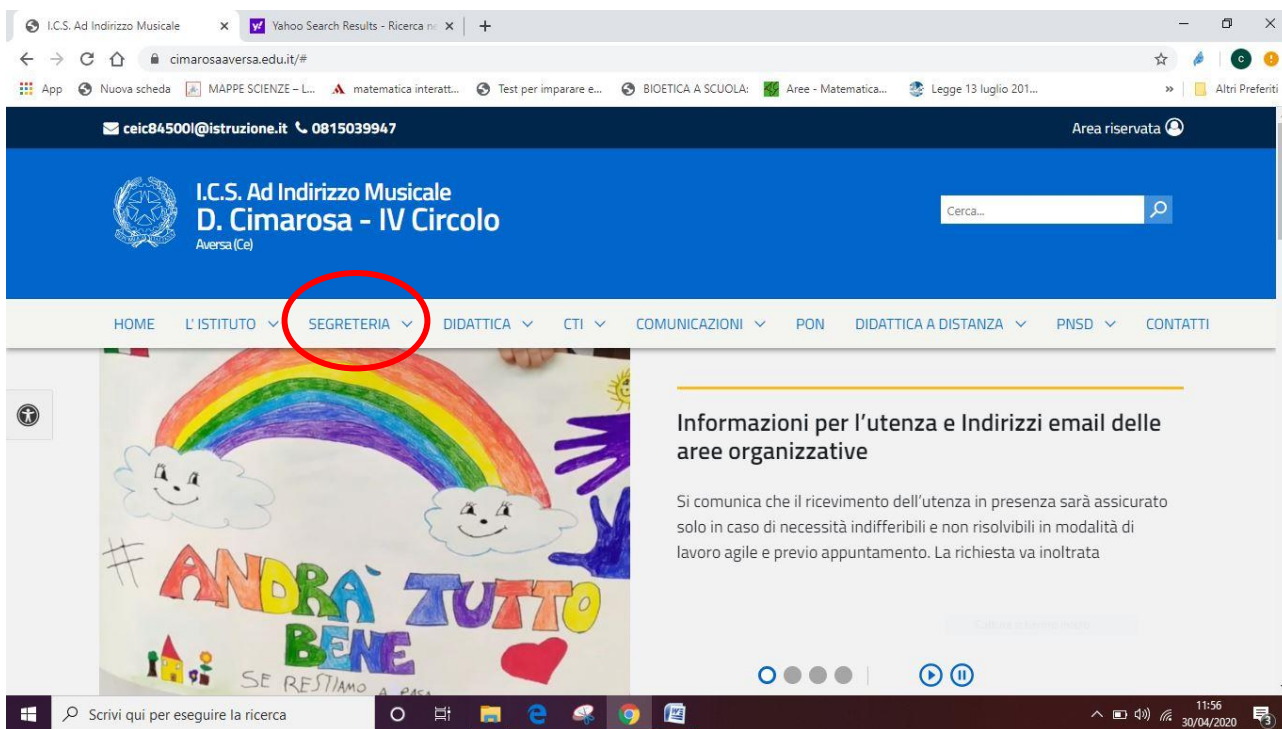 I.C.S. Ad Indirizzo Musicale
Yahoo Search Results - Ricerca ne
cimarosaaversa.edu.it/#
App Nuova scheda MAPPE SCIENZE – L... matematica interatt... Test per imparare e... BIOETICA A SCUOLA: Aree - Matematica... Legge 13 luglio 201... » Altri Preferiti
ceic84500l@istruzione.it 0815039947
Area riservata
I.C.S. Ad Indirizzo Musicale
D. Cimarosa - IV Circolo
Aversa (Ce)
Cerca...
HOME L' ISTITUTO SEGRETERIA DIDATTICA CTI COMUNICAZIONI PON DIDATTICA A DISTANZA PNSD CONTATTI
# ANDRÀ TUTTO
BENE
SE RESTIAMO A
Informazioni per l'utenza e Indirizzi email delle
aree organizzative
Si comunica che il ricevimento dell'utenza in presenza sarà assicurato
solo in caso di necessità indifferibili e non risolvibili in modalità di
lavoro agile e previo appuntamento. La richiesta va inoltrata
Scrivi qui per eseguire la ricerca
11:56
30/04/2020
3